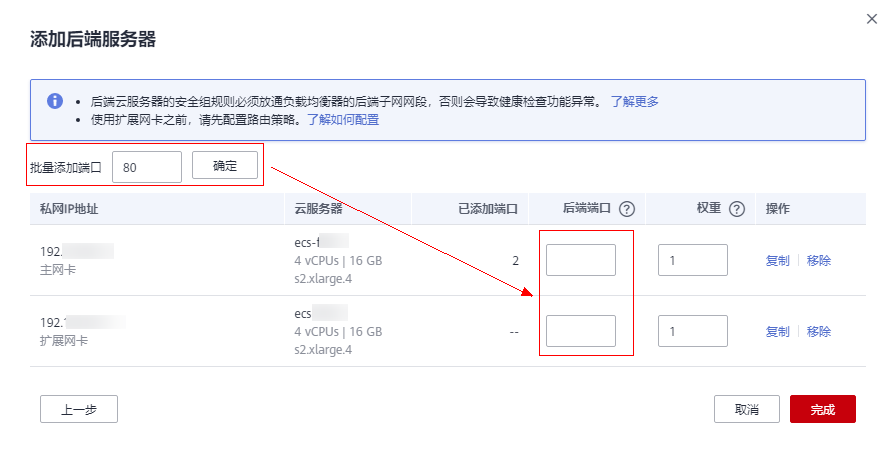 添加后端服务器
后端云服务器的安全组规则必须放通负载均衡器的后端子网网段，否则会导致健康检查功能异常。 了解更多
使用扩展网卡之前，请先配置路由策略。了解如何配置
批量添加端口 80 确定
私网IP地址 云服务器 已添加端口 后端端口 ? 权重 ? 操作
192.
主网卡
ecs-f
4 vCPUs | 16 GB
s2.xlarge.4
2
1
复制 移除
192.
扩展网卡
ecs
4 vCPUs | 16 GB
s2.xlarge.4
--
1
复制 移除
上一步 取消 完成